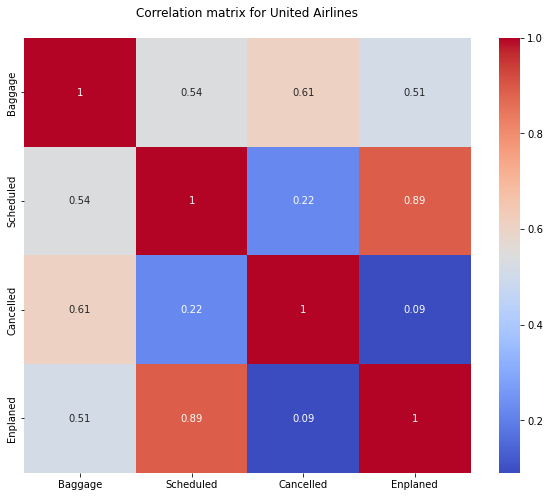 Correlation matrix for United Airlines
Baggage
1
0.54
0.61
0.51
Scheduled
0.54
1
0.22
0.89
Cancelled
0.61
0.22
1
0.09
Enplaned
0.51
0.89
0.09
1
Baggage
Scheduled
Cancelled
Enplaned
1.0
0.8
0.6
0.4
0.2